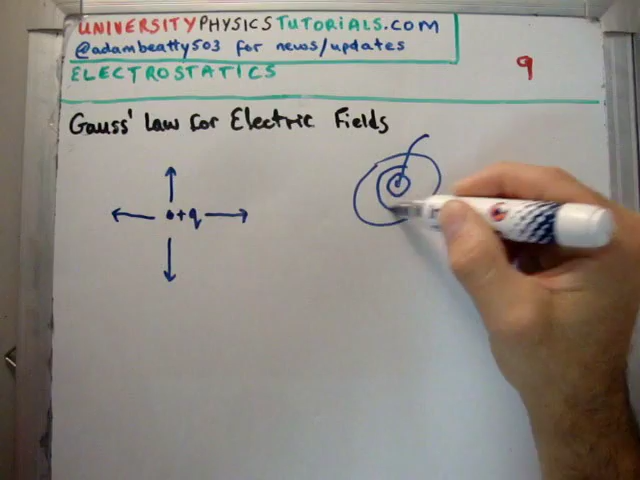 UNIVERSITYPHYSICSTUTORIALS.COM
@adambeatty503 for news/updates
ELECTROSTATICS
9
Gauss' Law for Electric Fields
+q